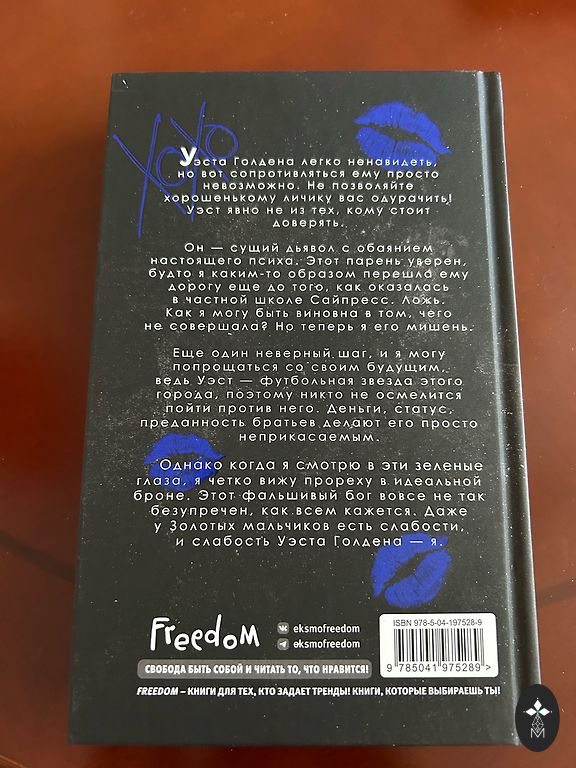 XOXO
Уэста Голдена легко ненавидеть,
но вот сопротивляться ему просто
невозможно. Не позволяйте
хорошенькому личику вас одурачить!
Уэст явно не из тех, кому стоит
доверять.
Он — сущий дьявол с обаянием
настоящего психа. Этот парень уверен,
будто я каким-то образом перешла ему
дорогу еще до того, как оказалась
в частной школе Сайпресс. Ложь.
Как я могу быть виновна в том, чего
не совершала? Но теперь я его мишень.
Еще один неверный шаг, и я могу
попрощаться со своим будущим,
ведь Уэст — футбольная звезда этого
города, поэтому никто не осмелится
пойти против него. Деньги, статус,
преданность братьев делают его просто
неприкасаемым.
Однако когда я смотрю в эти зеленые
глаза, я четко вижу прореху в идеальной
броне. Этот фальшивый бог вовсе не так
безупречен, как всем кажется. Даже
у Золотых мальчиков есть слабости,
и слабость Уэста Голдена — я.
Freedom
eksmofreedom
eksmofreedom
СВОБОДА БЫТЬ СОБОЙ И ЧИТАТЬ ТО, ЧТО НРАВИТСЯ!
FREEDOM – КНИГИ ДЛЯ ТЕХ, КТО ЗАДАЕТ ТРЕНДЫ! КНИГИ, КОТОРЫЕ ВЫБИРАЕШЬ ТЫ!
ISBN 978-5-04-197528-9
9 785041 975289>